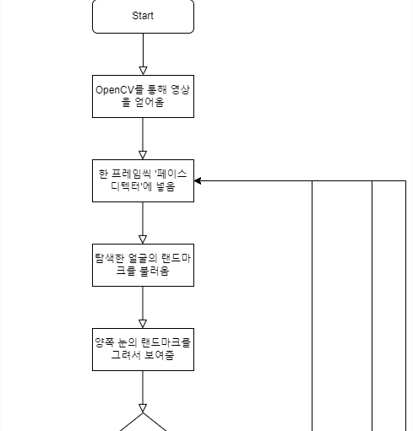 Start
OpenCV를 통해 영상
을 얻어옴
한 프레임씩 '페이스
디텍터'에 넣음
탐색한 얼굴의 랜드마
크를 불러옴
양쪽 눈의 랜드마크를
그려서 보여줌